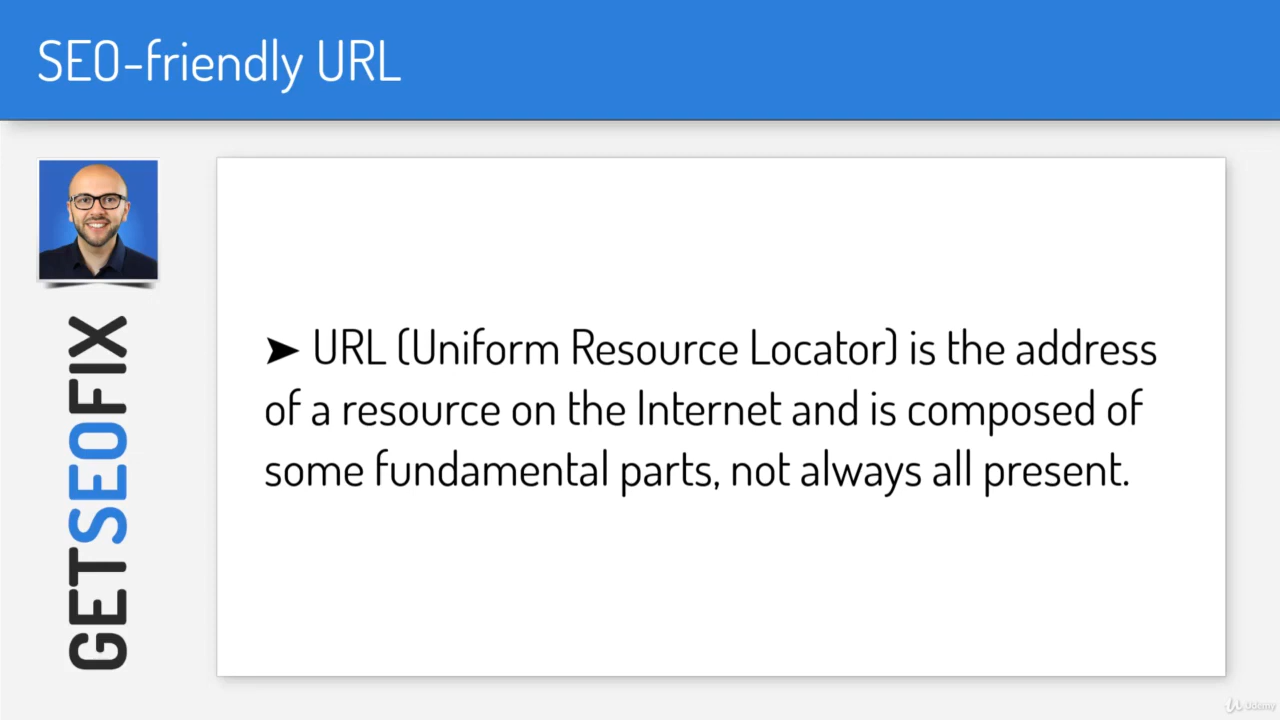 SEO-friendly URL
GETSEOFIX
➤ URL (Uniform Resource Locator) is the address
of a resource on the Internet and is composed of
some fundamental parts, not always all present.
Udemy